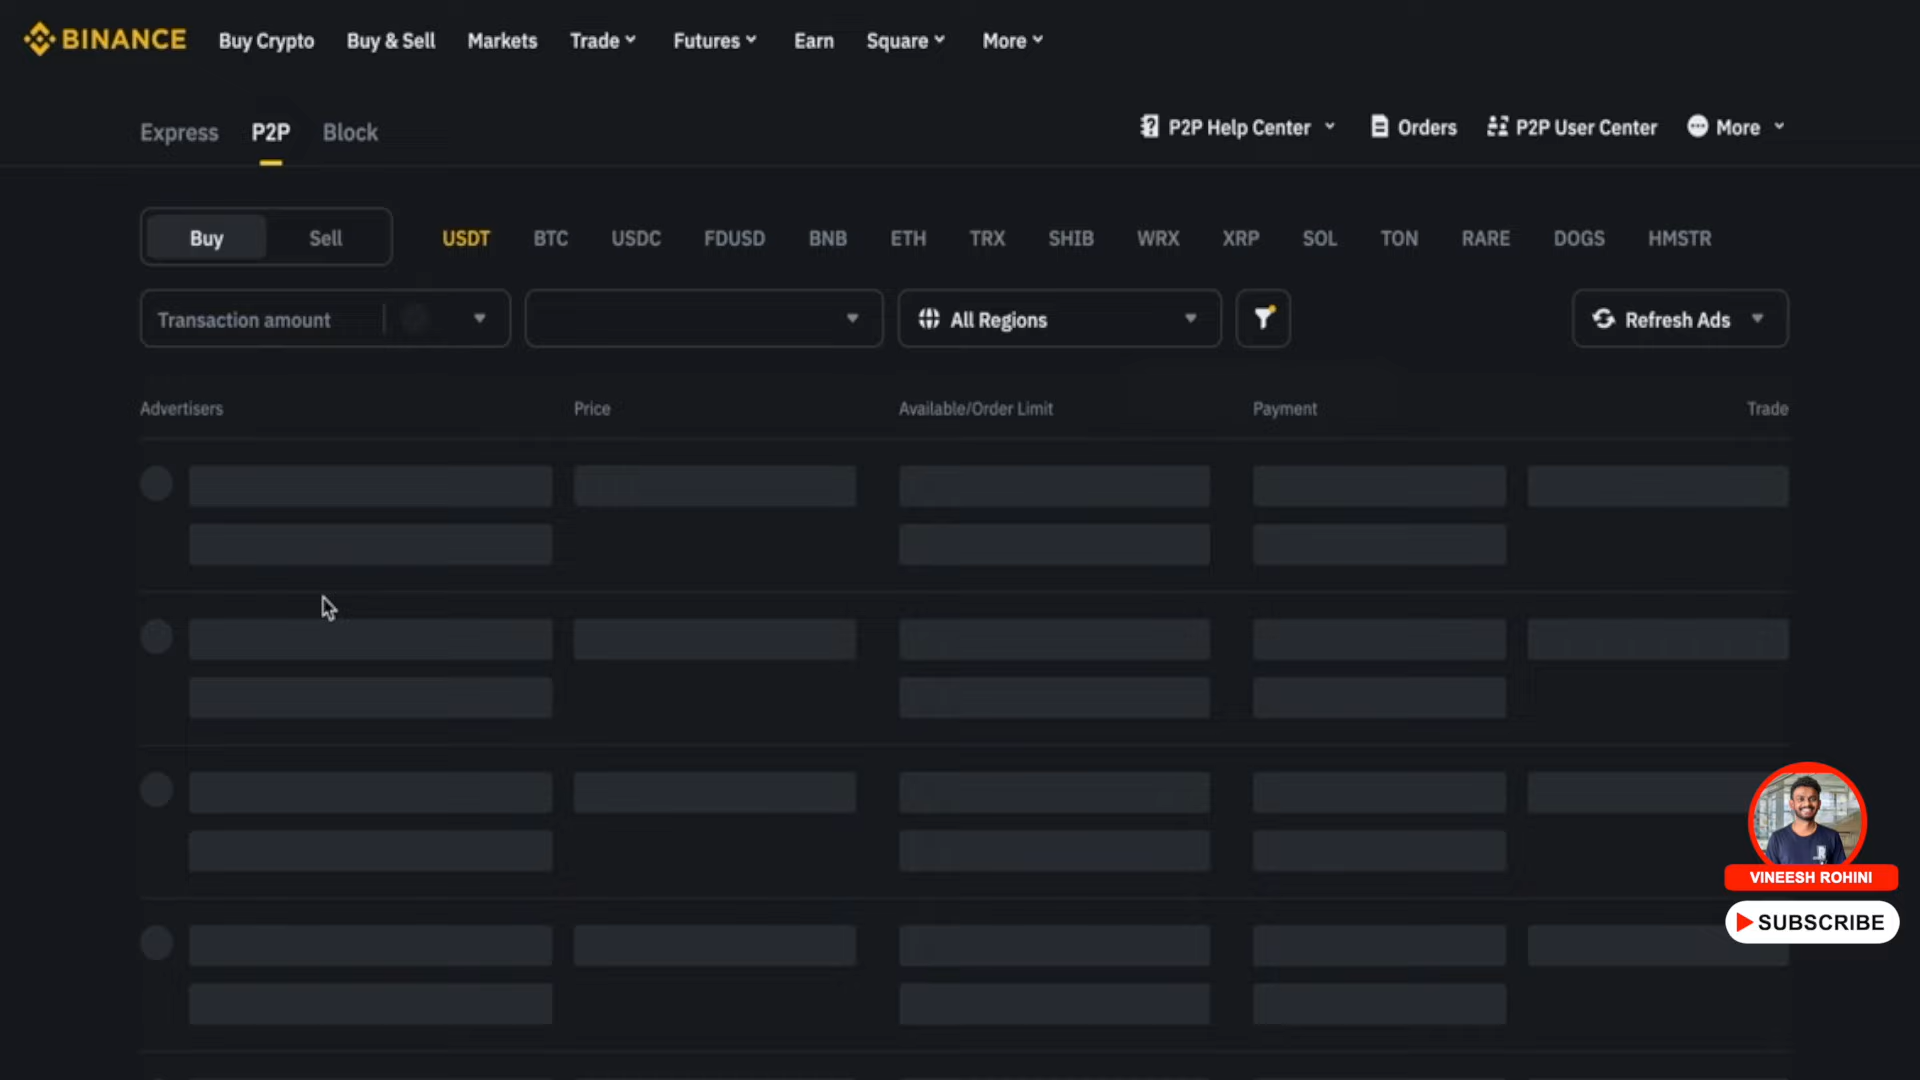 BINANCE Buy Crypto Buy & Sell Markets Trade Futures Earn Square More
Express P2P Block
P2P Help Center Orders P2P User Center More
Buy Sell USDT BTC USDC FDUSD BNB ETH TRX SHIB WRX XRP SOL TON RARE DOGS HMSTR
Transaction amount All Regions Refresh Ads
Advertisers Price Available/Order Limit Payment Trade
VINEESH ROHINI
SUBSCRIBE